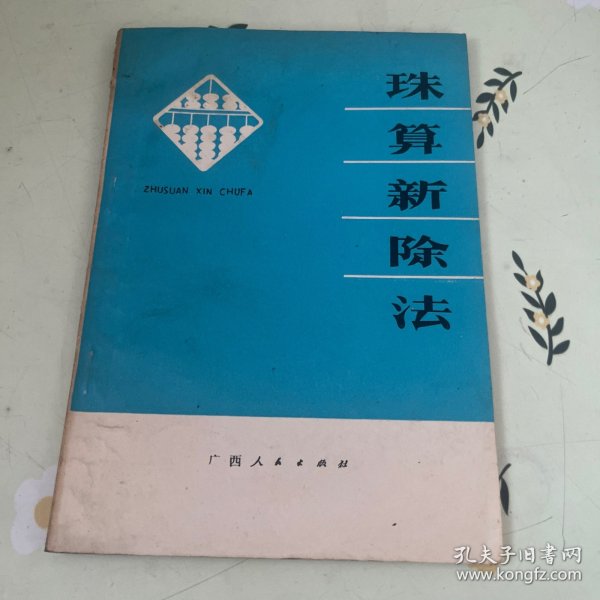 珠算新除法
ZHUSUAN XIN CHUFA
广西人民出版社
孔夫子旧书网
www.kongfz.com